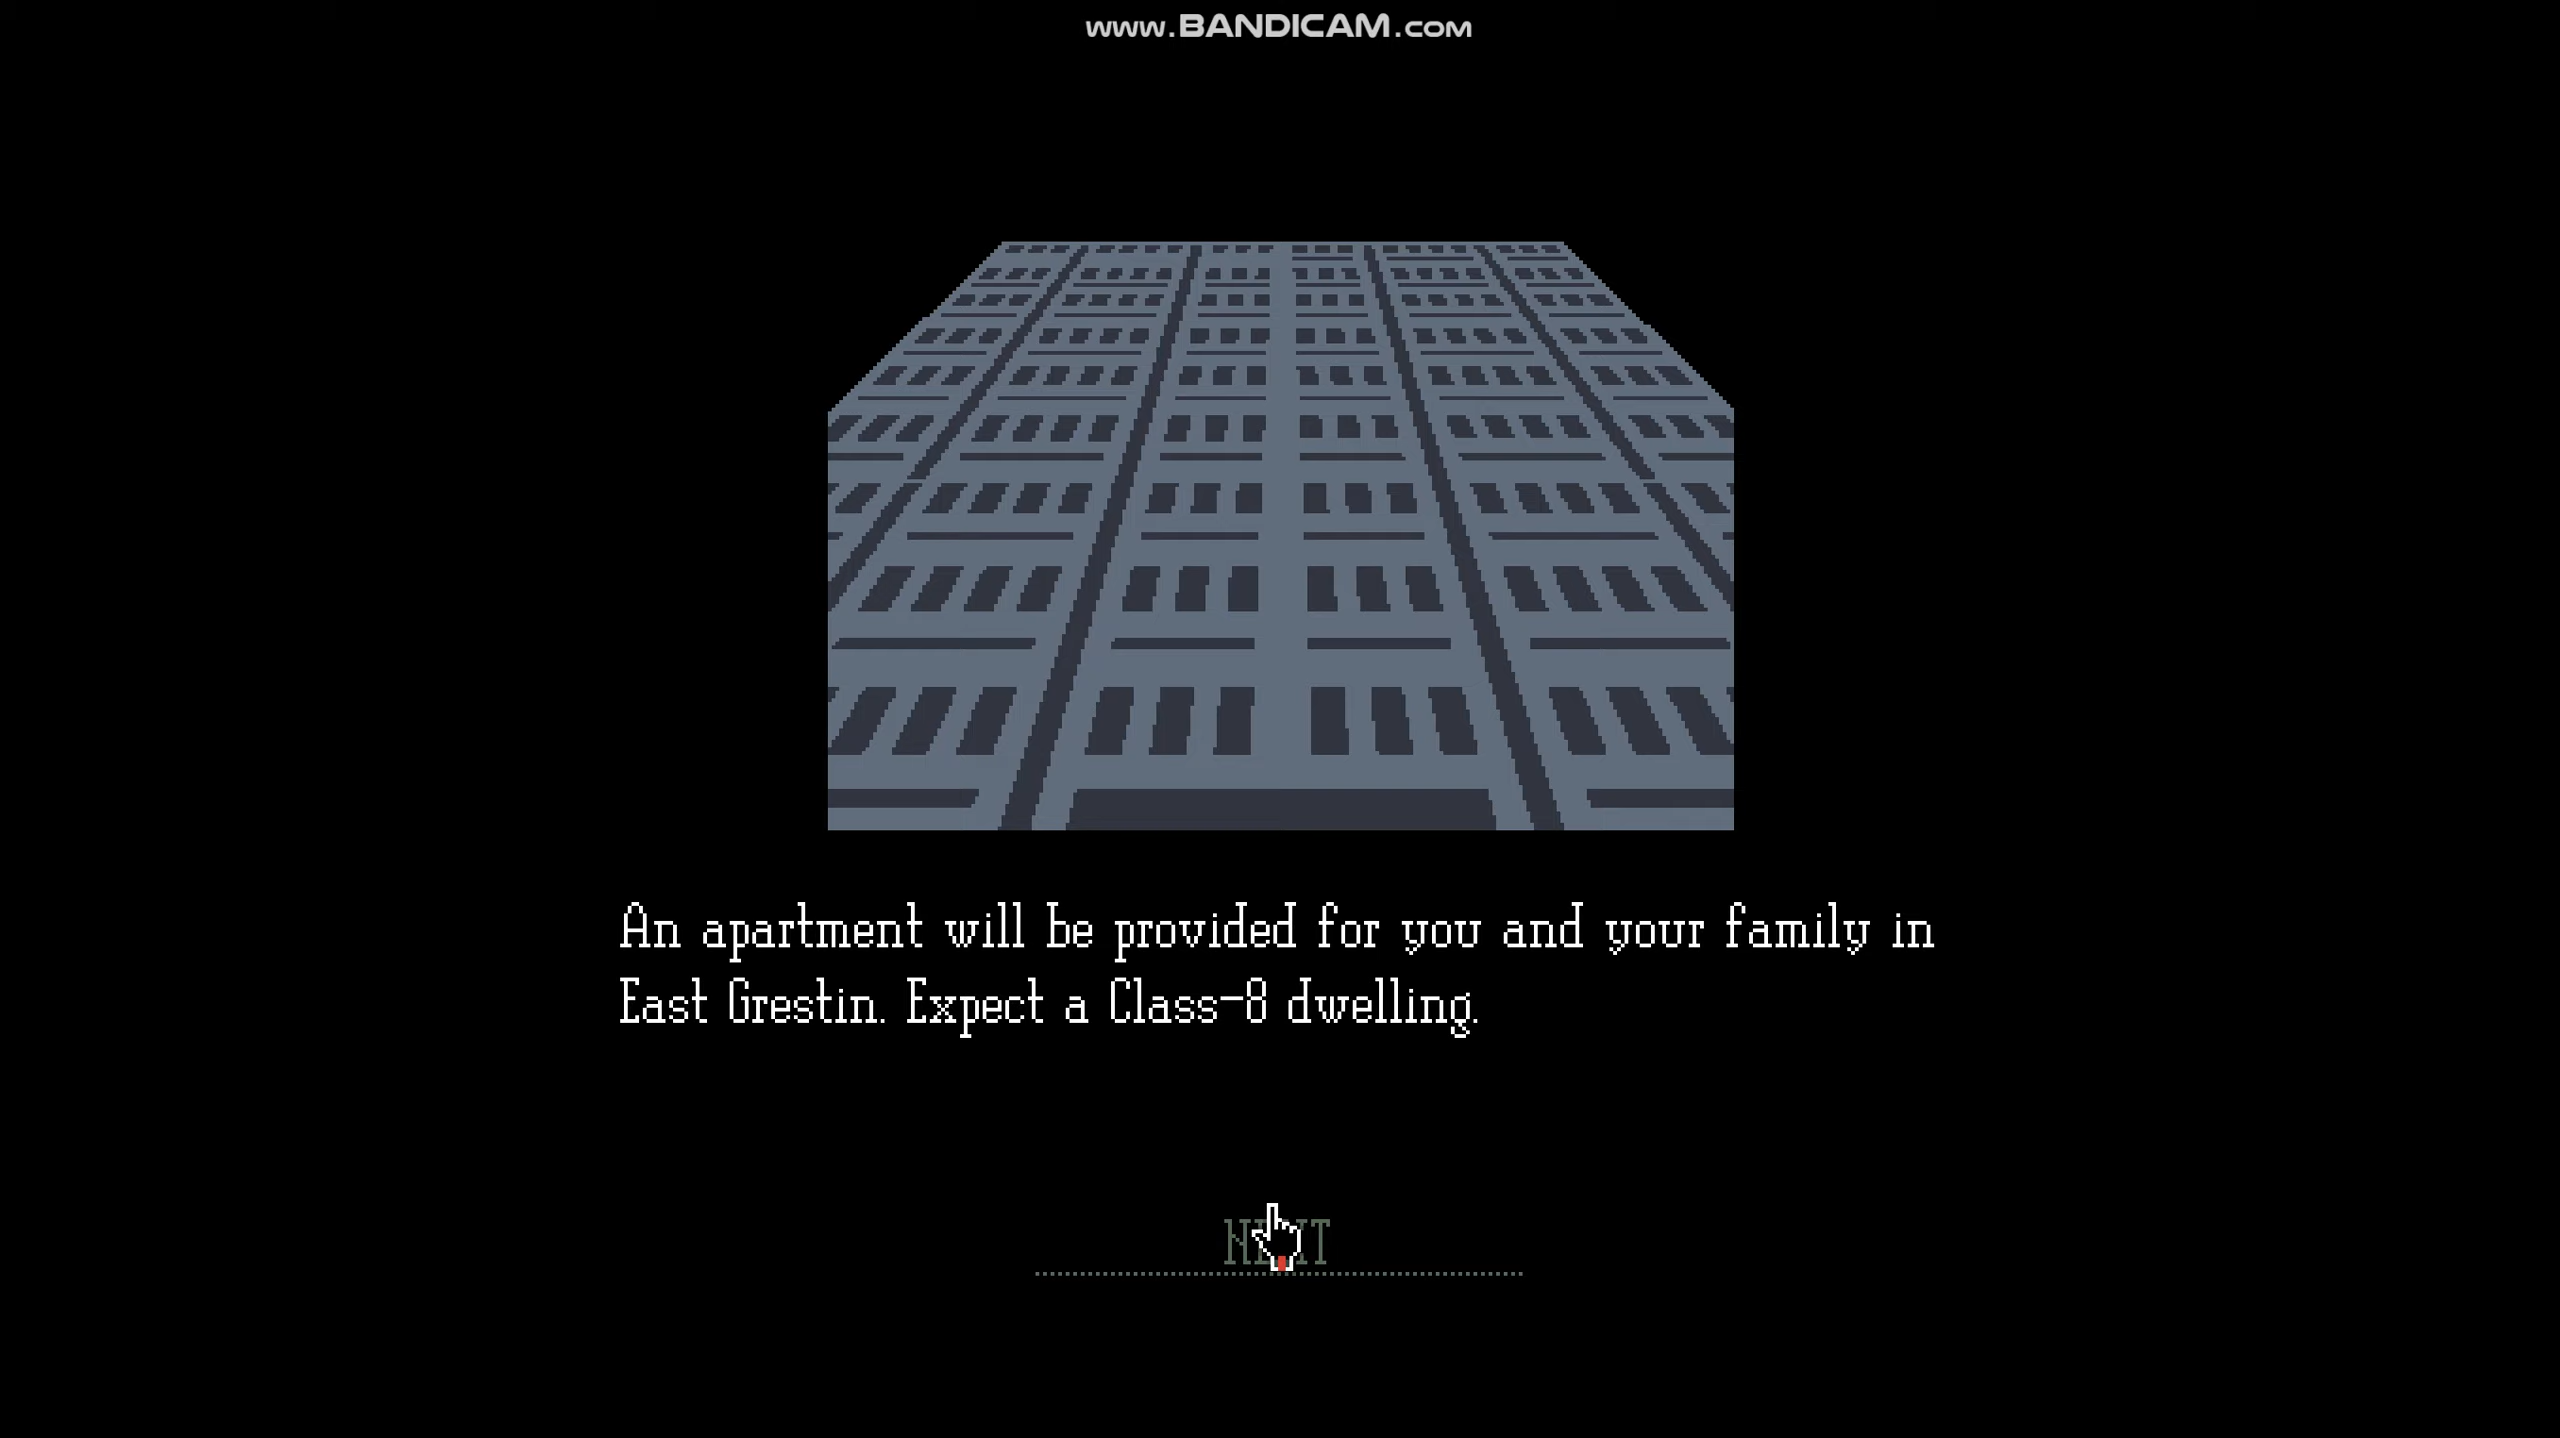 www.BANDICAM.com
An apartment will be provided for you and your family in
East Grestin. Expect a Class-8 dwelling.
NEXT